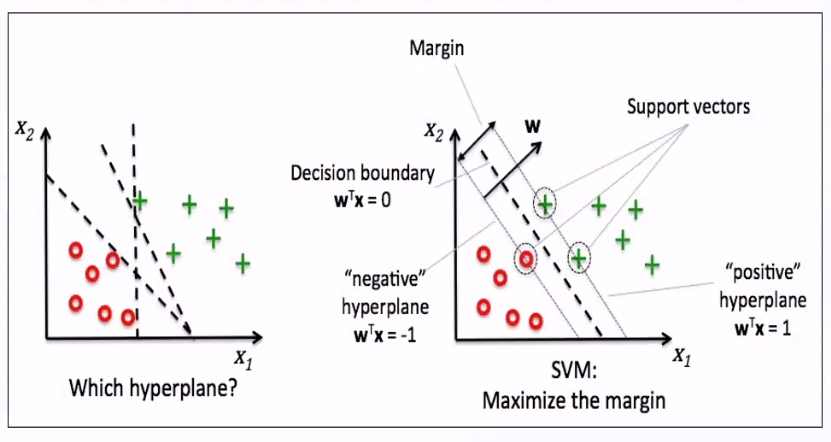 Margin
Support vectors
X₂
X₂
w
Decision boundary
wᵀx = 0
“negative”
hyperplane
wᵀx = -1
“positive”
hyperplane
wᵀx = 1
X₁
X₁
Which hyperplane?
SVM:
Maximize the margin